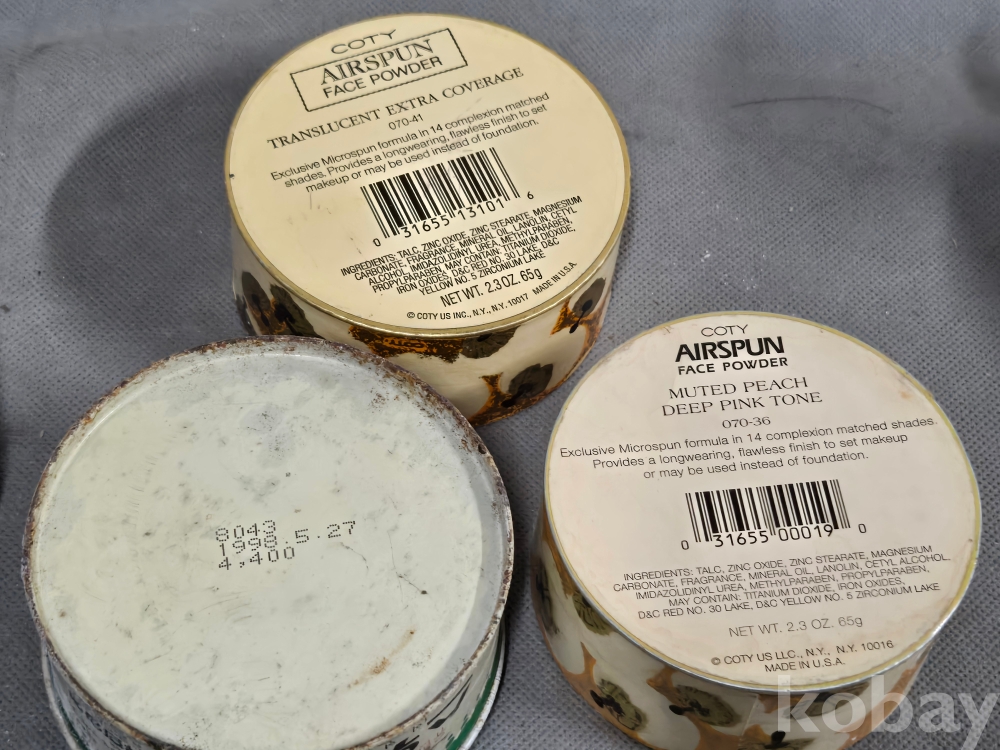 COTY
AIRSPUN
FACE POWDER
TRANSLUCENT EXTRA COVERAGE
070-41
Exclusive Microspun formula in 14 complexion matched
shades. Provides a longwearing, flawless finish to set
makeup or may be used instead of foundation.
0 31655 13101 6
INGREDIENTS: TALC, ZINC OXIDE, ZINC STEARATE, MAGNESIUM
CARBONATE, FRAGRANCE, MINERAL OIL, LANOLIN, CETYL
ALCOHOL, IMIDAZOLIDINYL UREA, METHYLPARABEN,
PROPYLPARABEN, MAY CONTAIN: TITANIUM DIOXIDE,
IRON OXIDES, D&C RED NO. 30 LAKE, D&C
YELLOW NO. 5 ZIRCONIUM LAKE
NET WT. 2.3 OZ. 65g
© COTY US INC., N.Y., N.Y. 10017 MADE IN U.S.A.
8043
1998.5.27
4,400
COTY
AIRSPUN
FACE POWDER
MUTED PEACH
DEEP PINK TONE
070-36
Exclusive Microspun formula in 14 complexion matched shades.
Provides a longwearing, flawless finish to set makeup
or may be used instead of foundation.
0 31655 00019 0
INGREDIENTS: TALC, ZINC OXIDE, ZINC STEARATE, MAGNESIUM
CARBONATE, FRAGRANCE, MINERAL OIL, LANOLIN, CETYL ALCOHOL,
IMIDAZOLIDINYL UREA, METHYLPARABEN, PROPYLPARABEN,
MAY CONTAIN: TITANIUM DIOXIDE, IRON OXIDES,
D&C RED NO. 30 LAKE, D&C YELLOW NO. 5 ZIRCONIUM LAKE
NET WT. 2.3 OZ. 65g
© COTY US LLC., N.Y., N.Y. 10016
MADE IN U.S.A.
kobay